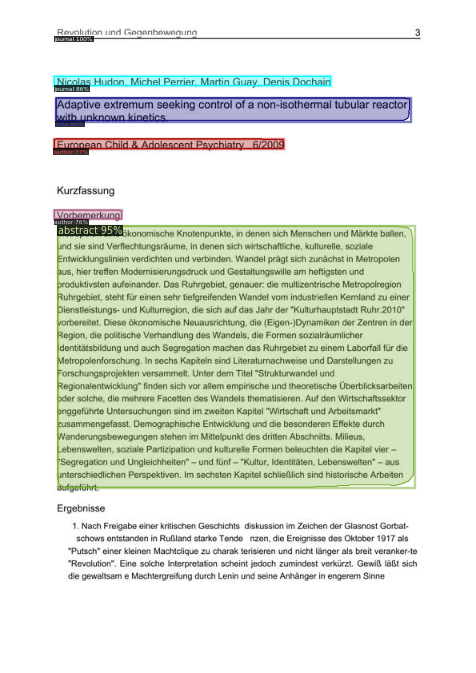 Revolution und Gegenbewegung 3
journal 100%
Nicolas Hudon, Michel Perrier, Martin Guay, Denis Dochain
journal 86%
Adaptive extremum seeking control of a non-isothermal tubular reactor
with unknown kinetics
European Child & Adolescent Psychiatry 6/2009
author
Kurzfassung
Vorbemerkung
author 76%
abstract 95%
ökonomische Knotenpunkte, in denen sich Menschen und Märkte ballen,
und sie sind Verflechtungsräume, in denen sich wirtschaftliche, kulturelle, soziale
Entwicklungslinien verdichten und verbinden. Wandel prägt sich zunächst in Metropolen
aus, hier treffen Modernisierungsdruck und Gestaltungswille am heftigsten und
produktivsten aufeinander. Das Ruhrgebiet, genauer: die multizentrische Metropolregion
Ruhrgebiet, steht für einen sehr tiefgreifenden Wandel vom industriellen Kernland zu einer
Dienstleistungs- und Kulturregion, die sich auf das Jahr der "Kulturhauptstadt Ruhr.2010"
vorbereitet. Diese ökonomische Neuausrichtung, die (Eigen-)Dynamiken der Zentren in der
Region, die politische Verhandlung des Wandels, die Formen sozialräumlicher
Identitätsbildung und auch Segregation machen das Ruhrgebiet zu einem Laborfall für die
Metropolenforschung. In sechs Kapiteln sind Literaturnachweise und Darstellungen zu
Forschungsprojekten versammelt. Unter dem Titel "Strukturwandel und
Regionalentwicklung" finden sich vor allem empirische und theoretische Überblicksarbeiten
oder solche, die mehrere Facetten des Wandels thematisieren. Auf den Wirtschaftssektor
enggeführte Untersuchungen sind im zweiten Kapitel "Wirtschaft und Arbeitsmarkt"
zusammengefasst. Demographische Entwicklung und die besonderen Effekte durch
Wanderungsbewegungen stehen im Mittelpunkt des dritten Abschnitts. Milieus,
Lebenswelten, soziale Partizipation und kulturelle Formen beleuchten die Kapitel vier –
"Segregation und Ungleichheiten" – und fünf – "Kultur, Identitäten, Lebenswelten" – aus
unterschiedlichen Perspektiven. Im sechsten Kapitel schließlich sind historische Arbeiten
aufgeführt.
Ergebnisse
1. Nach Freigabe einer kritischen Geschichts diskussion im Zeichen der Glasnost Gorbat-
schows entstanden in Rußland starke Tende nzen, die Ereignisse des Oktober 1917 als
"Putsch" einer kleinen Machtclique zu charak terisieren und nicht länger als breit veranker-te
"Revolution". Eine solche Interpretation scheint jedoch zumindest verkürzt. Gewiß läßt sich
die gewaltsam e Machtergreifung durch Lenin und seine Anhänger in engerem Sinne